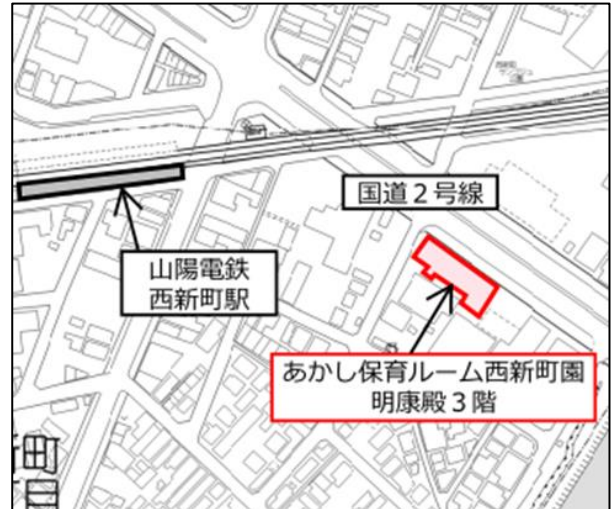 国道２号線
山陽電鉄
西新町駅
あかし保育ルーム西新町園
明康殿３階